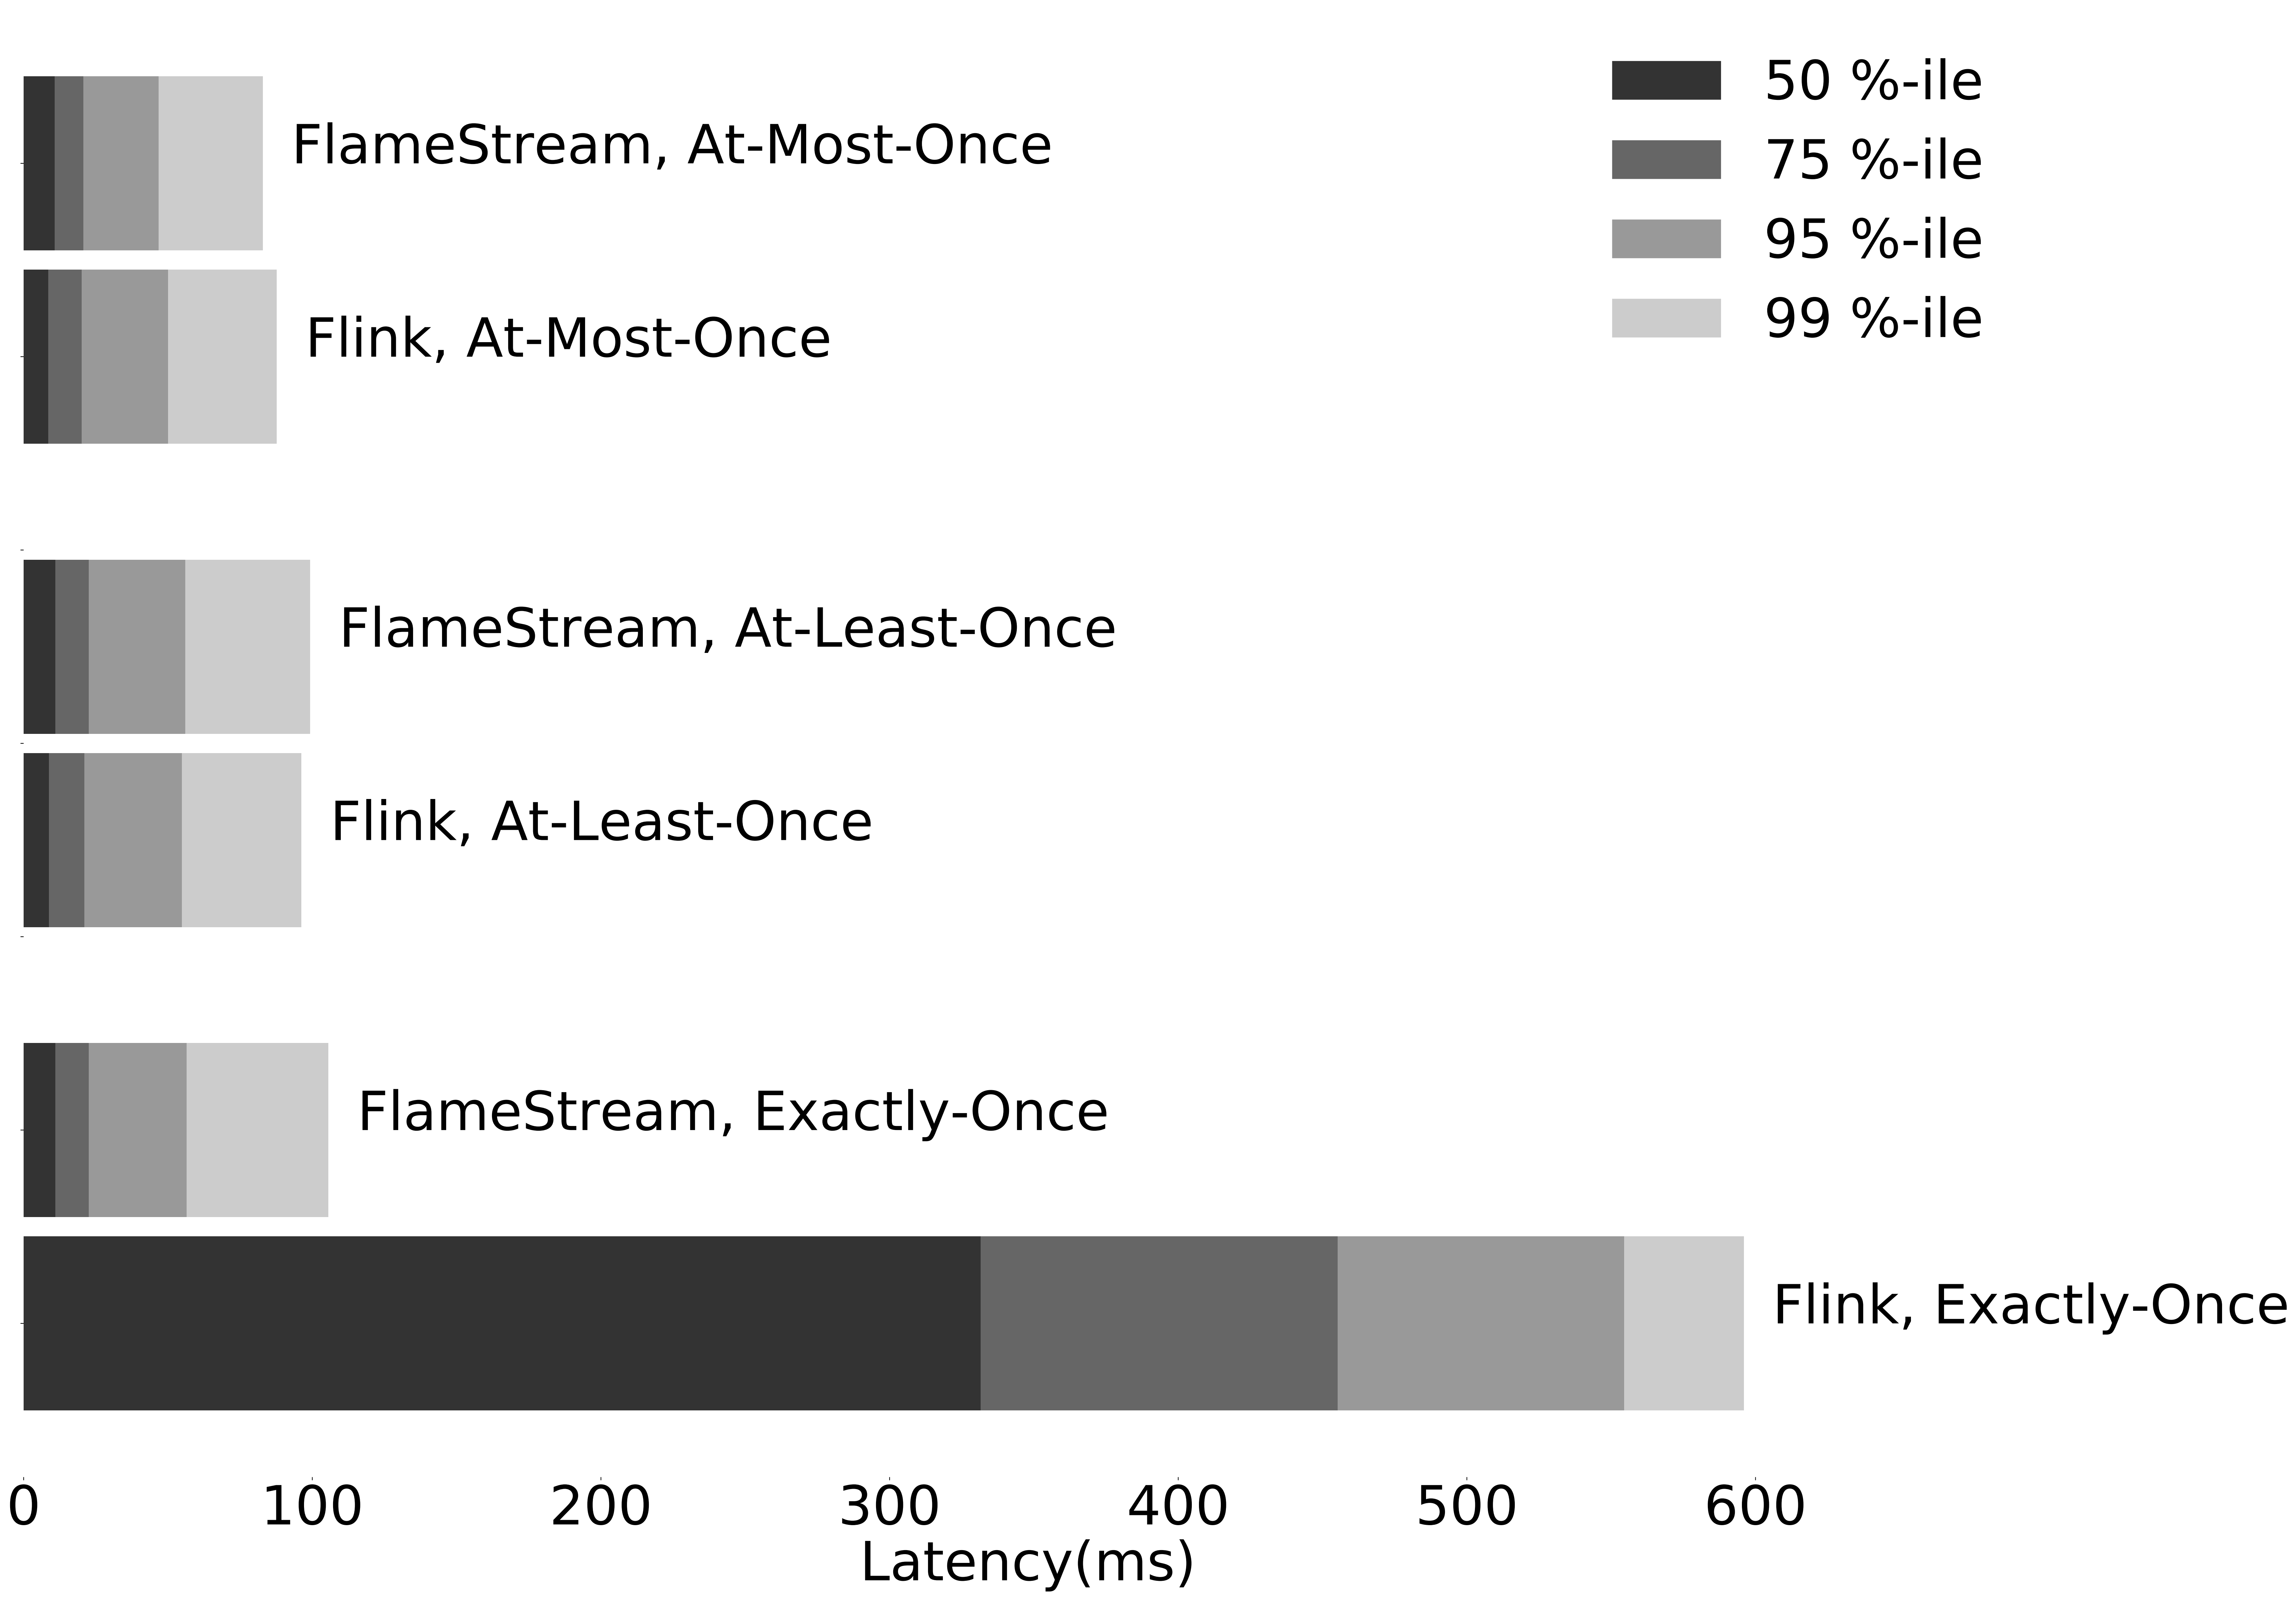 50 %-ile
75 %-ile
95 %-ile
99 %-ile
FlameStream, At-Most-Once
Flink, At-Most-Once
FlameStream, At-Least-Once
Flink, At-Least-Once
FlameStream, Exactly-Once
Flink, Exactly-Once
0 100 200 300 400 500 600
Latency(ms)